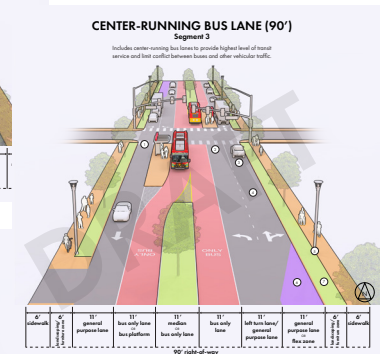 CENTER-RUNNING BUS LANE (90')
Segment 3
Includes center-running bus lanes to provide highest level of transit
service and limit conflict between buses and other vehicular traffic.
DRAFT
6'
sidewalk
6'
11'
general
purpose lane
11'
bus only lane
or
bus platform
11'
median
or
bus only lane
11'
bus only
lane
11'
left turn lane/
general
purpose lane
11'
general
purpose lane
or
flex zone
6'
6'
sidewalk
90' right-of-way